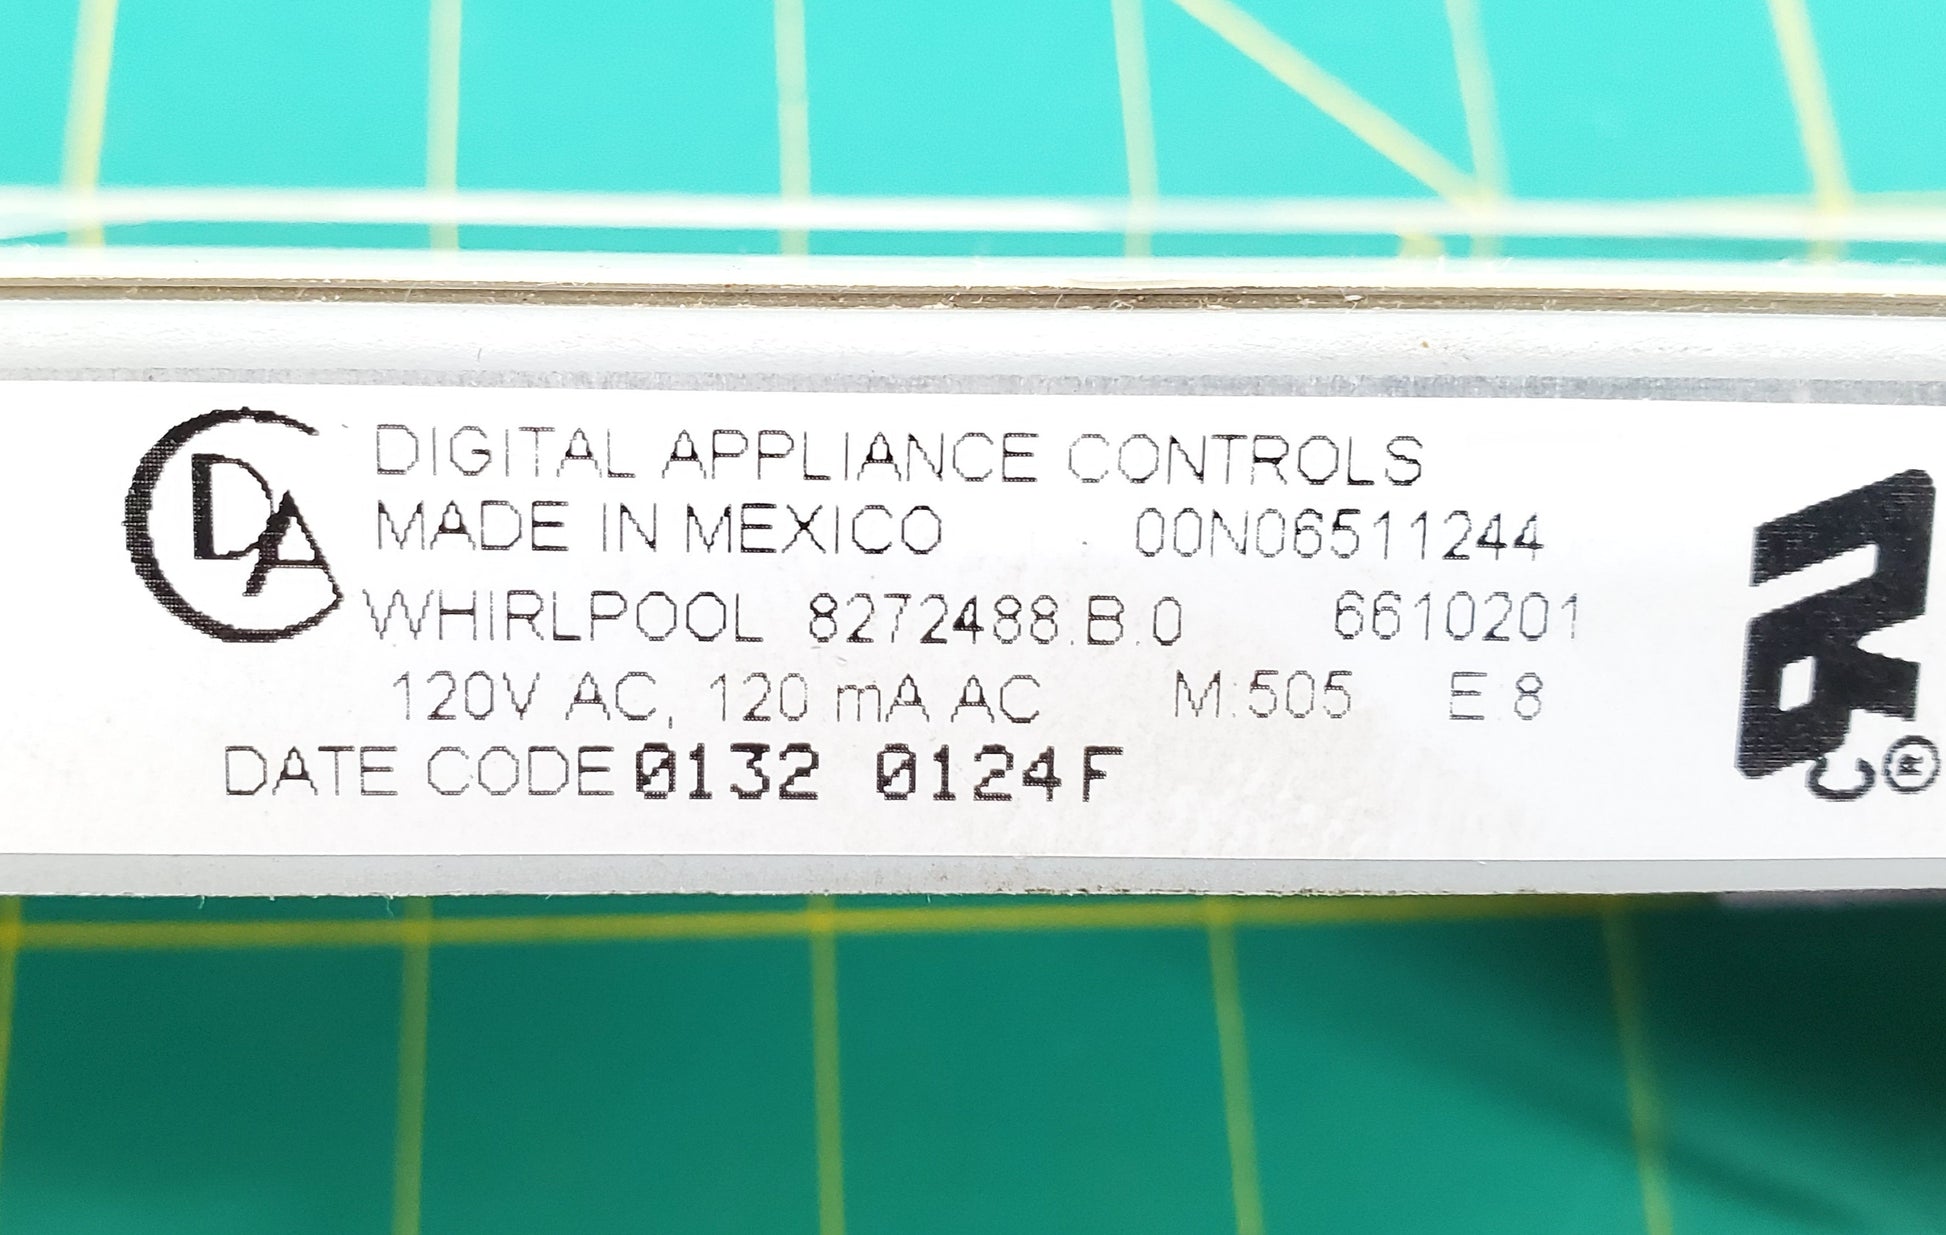 DA
DIGITAL APPLIANCE CONTROLS
MADE IN MEXICO 00N06511244
WHIRLPOOL 8272488.B.0 6610201
120V AC, 120 mA AC M:505 E:8
DATE CODE 0132 0124F
®